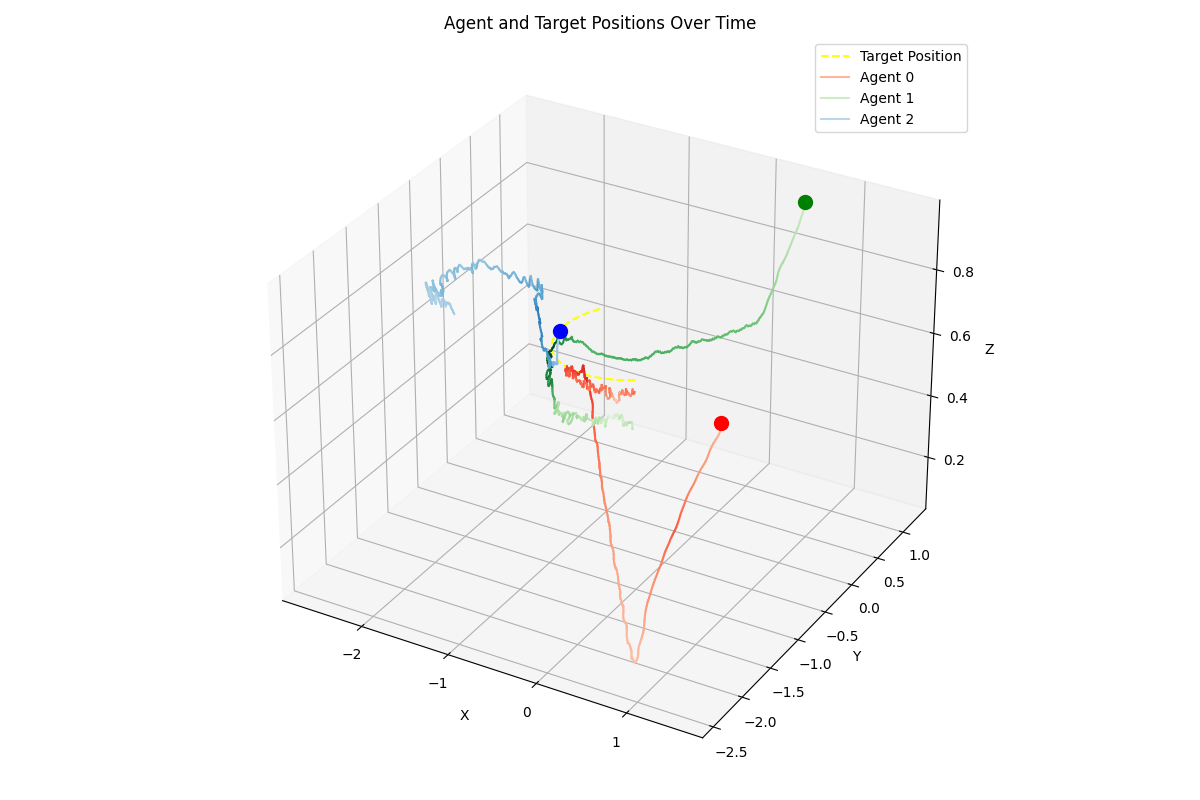 Agent and Target Positions Over Time
Target Position
Agent 0
Agent 1
Agent 2
0.8
0.6
Z
0.4
0.2
1.0
0.5
0.0
−0.5
Y
−1.0
−1.5
−2.0
−2.5
−2
−1
X
0
1